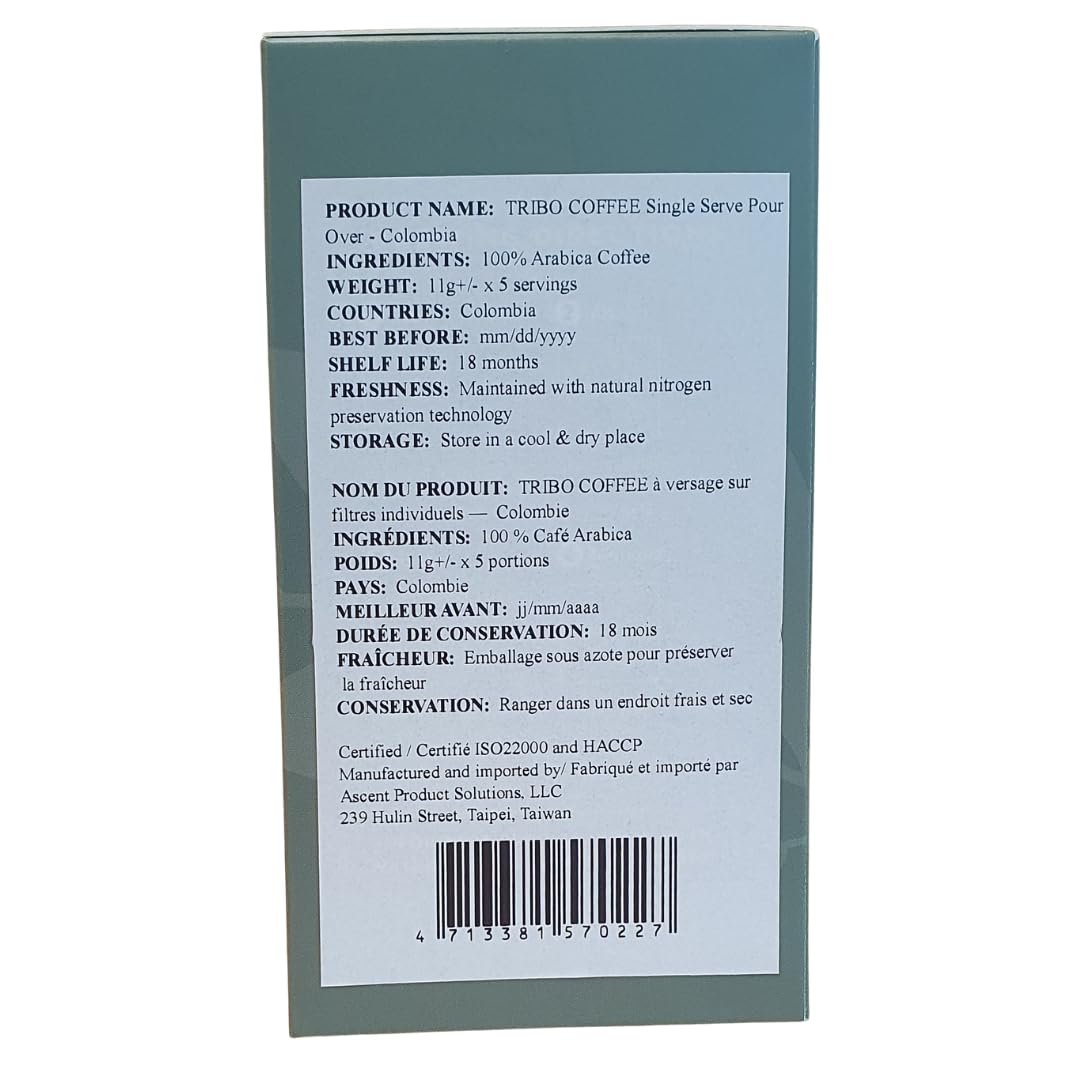 PRODUCT NAME: TRIBO COFFEE Single Serve Pour
Over - Colombia
INGREDIENTS: 100% Arabica Coffee
WEIGHT: 11g+/- x 5 servings
COUNTRIES: Colombia
BEST BEFORE: mm/dd/yyyy
SHELF LIFE: 18 months
FRESHNESS: Maintained with natural nitrogen
preservation technology
STORAGE: Store in a cool & dry place
NOM DU PRODUIT: TRIBO COFFEE à versage sur
filtres individuels — Colombie
INGRÉDIENTS: 100 % Café Arabica
POIDS: 11g+/- x 5 portions
PAYS: Colombie
MEILLEUR AVANT: jj/mm/aaaa
DURÉE DE CONSERVATION: 18 mois
FRAÎCHEUR: Emballage sous azote pour préserver
la fraîcheur
CONSERVATION: Ranger dans un endroit frais et sec
Certified / Certifié ISO22000 and HACCP
Manufactured and imported by/ Fabriqué et importé par
Ascent Product Solutions, LLC
239 Hulin Street, Taipei, Taiwan
4 713381 570227